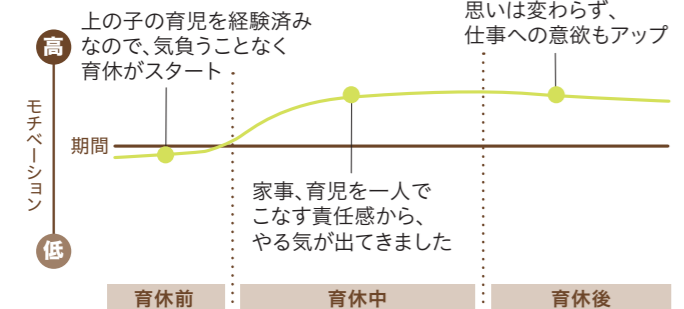 上の子の育児を経験済み
なので、気負うことなく
育休がスタート
思いは変わらず、
仕事への意欲もアップ
高
モチベーション
期間
低
家事、育児を一人で
こなす責任感から、
やる気が出てきました
育休前
育休中
育休後